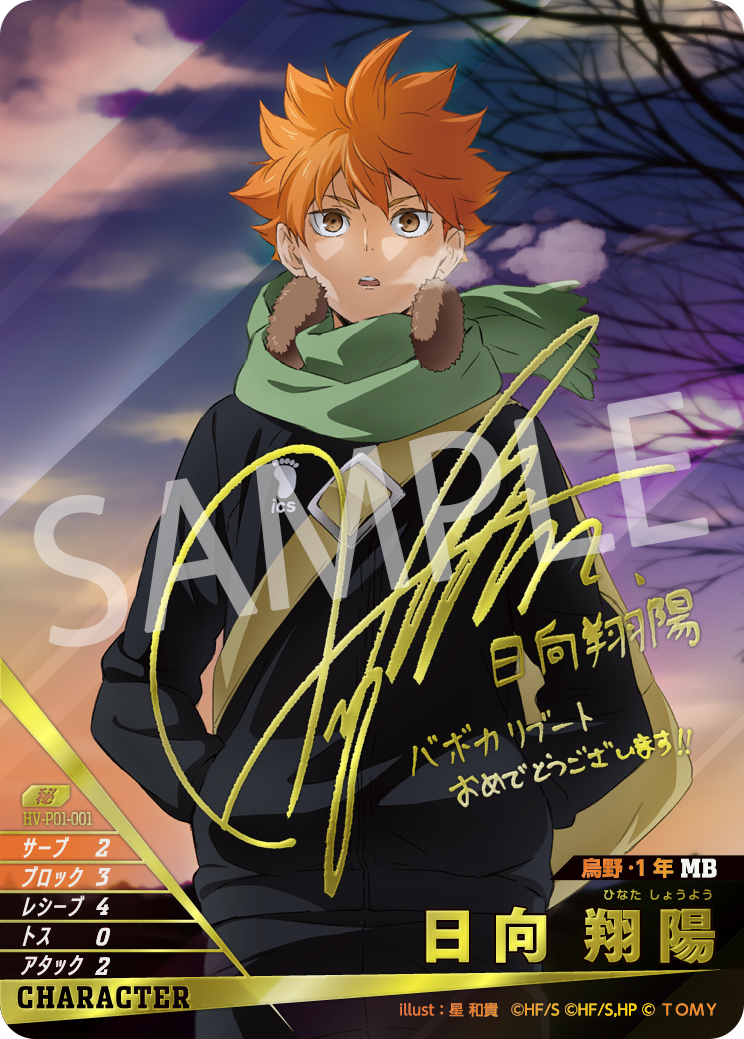 ics
SAMPLE
日向翔陽
バボカリブート
おめでとうございます!!
秘
HV-P01-001
サーブ 2
ブロック 3
レシーブ 4
トス 0
アタック 2
CHARACTER
烏野・1年 MB
ひなた しょうよう
日向 翔陽
illust：星 和貴 ©HF/S ©HF/S,HP © TOMY